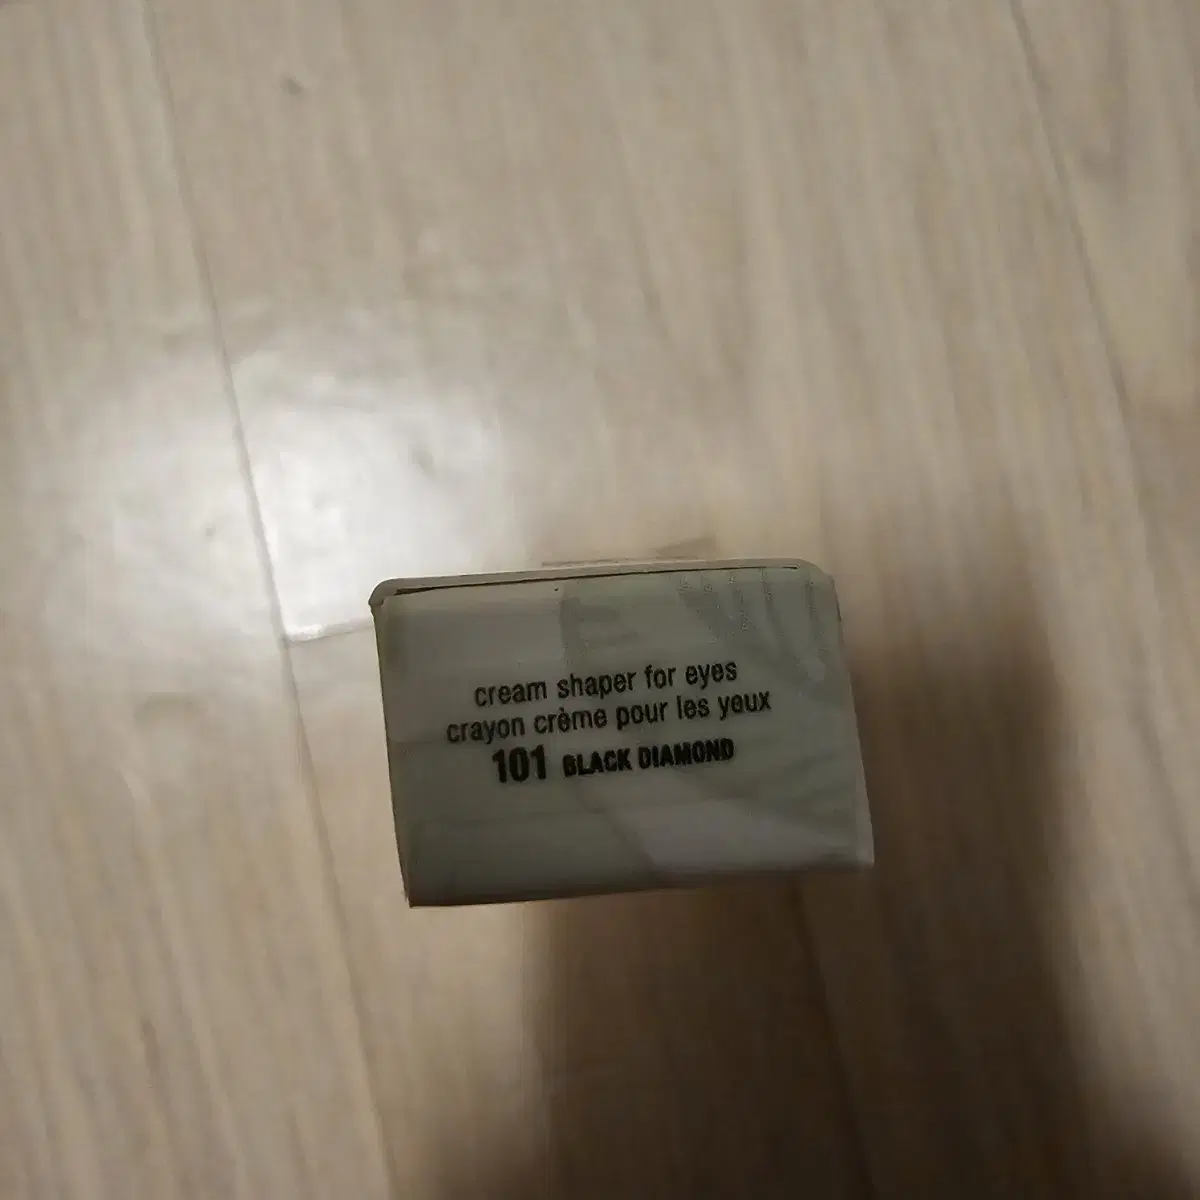 cream shaper for eyes
crayon crème pour les yeux
101 BLACK DIAMOND